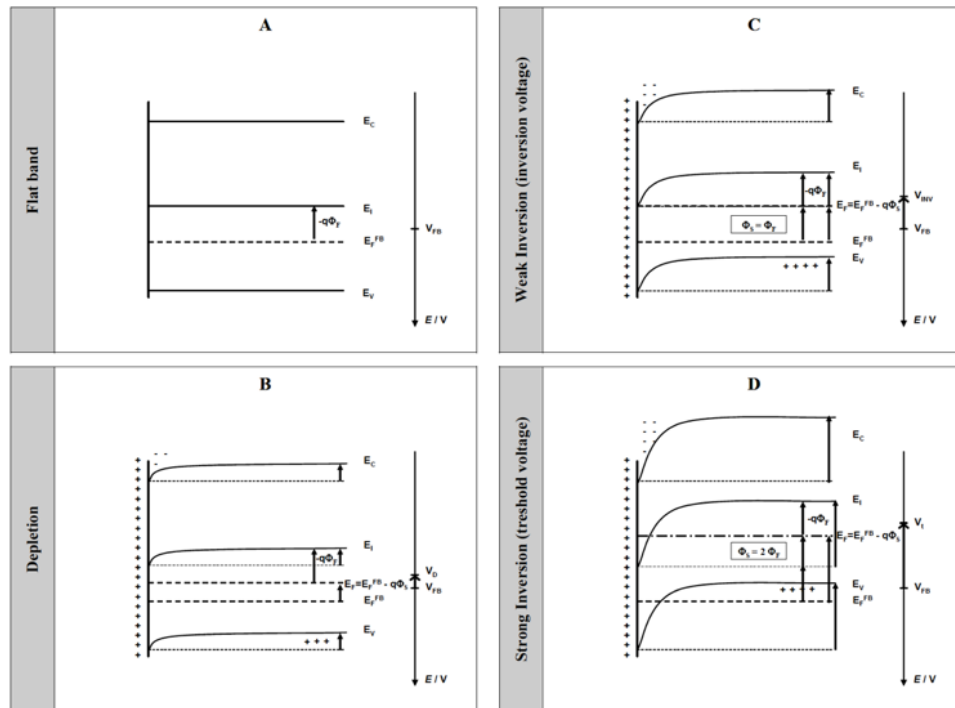 Flat band
A
E_C
E_I
-qΦ_F
E_F^FB
V_FB
E_V
E / V
Weak Inversion (inversion voltage)
C
- -
- -
- -
E_C
E_I
-qΦ_F
V_INV
E_F=E_F^FB - qΦ_s
Φ_s = Φ_F
V_FB
E_F^FB
E_V
+ + + +
E / V
Depletion
B
- -
E_C
E_I
-qΦ_F
V_D
E_F=E_F^FB - qΦ_s
V_FB
E_F^FB
E_V
+ + +
E / V
Strong Inversion (treshold voltage)
D
- -
- -
- -
E_C
E_I
-qΦ_F
V_t
E_F=E_F^FB - qΦ_s
Φ_s = 2 Φ_F
E_V
+ + + +
V_FB
E_F^FB
E / V